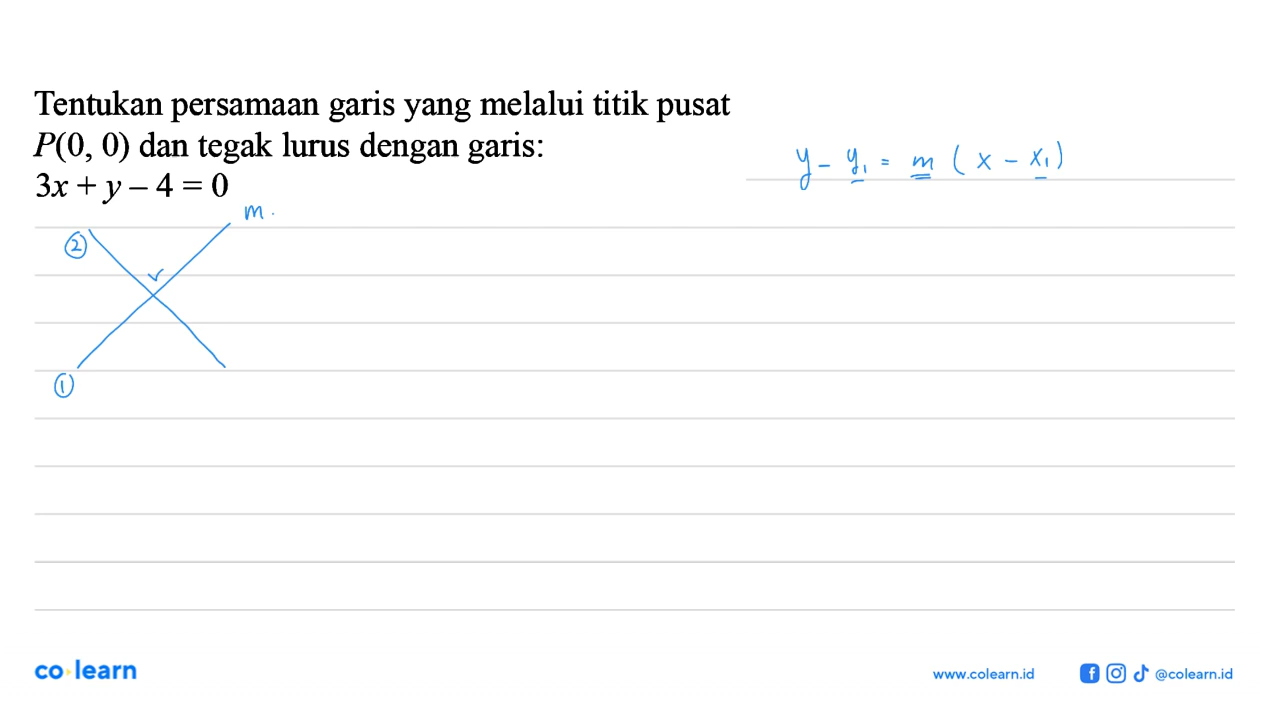 Tentukan persamaan garis yang melalui titik pusat
P(0, 0) dan tegak lurus dengan garis:
3x + y – 4 = 0
y - y₁ = m (x - x₁)
m.
②
①
co learn
www.colearn.id
@colearn.id